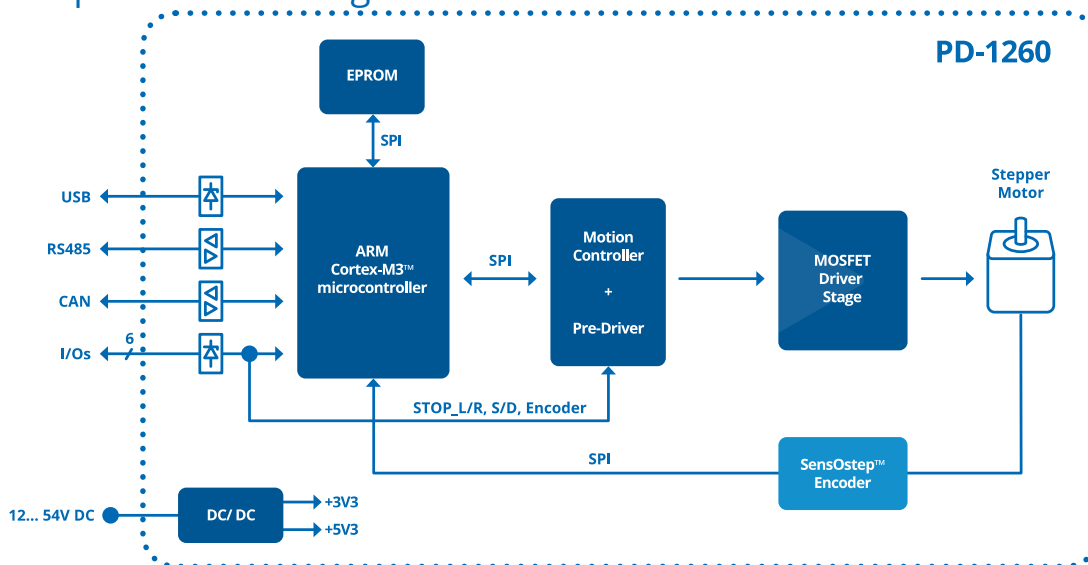 PD-1260
EPROM
SPI
USB
RS485
CAN
I/Os
6
ARM
Cortex-M3™
microcontroller
SPI
Motion
Controller
+
Pre-Driver
MOSFET
Driver
Stage
Stepper
Motor
STOP_L/R, S/D, Encoder
SPI
SensOstep™
Encoder
12... 54V DC
DC/ DC
+3V3
+5V3